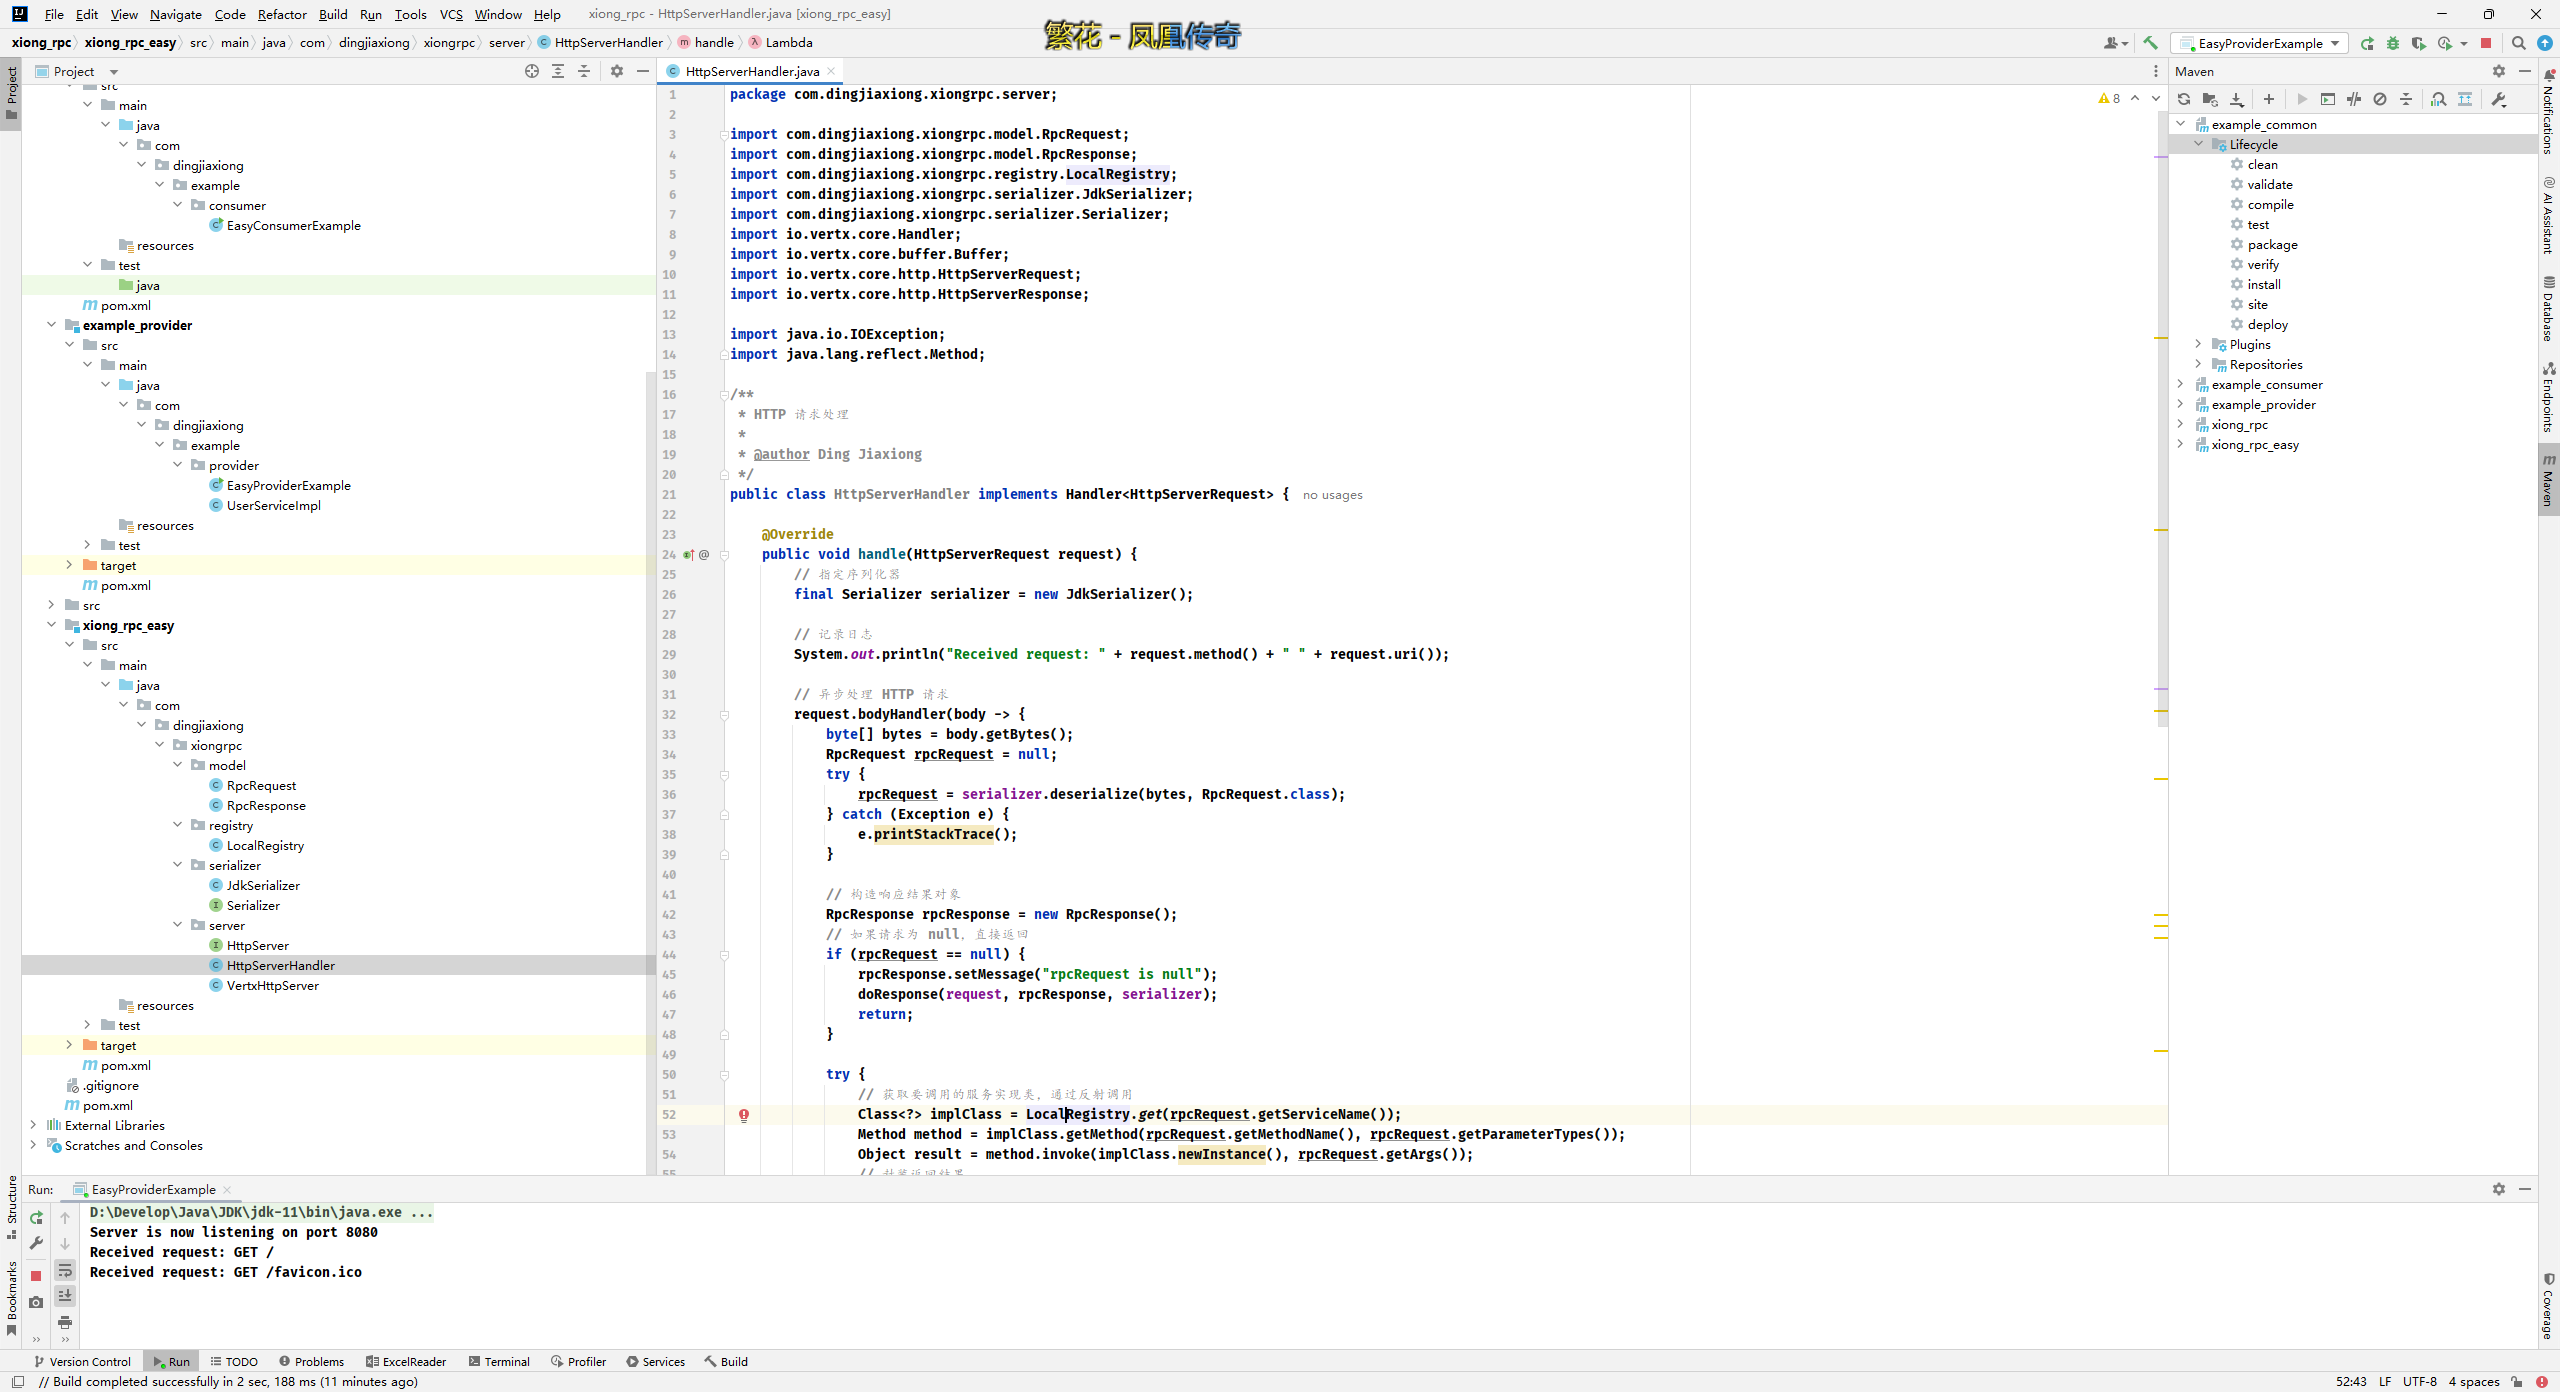 File Edit View Navigate Code Refactor Build Run Tools VCS Window Help xiong_rpc - HttpServerHandler.java [xiong_rpc_easy]
xiong_rpc xiong_rpc_easy src main java com dingjiaxiong xiongrpc server HttpServerHandler handle Lambda
繁花 - 凤凰传奇
EasyProviderExample
Project
Project
src
main
java
com
dingjiaxiong
example
consumer
EasyConsumerExample
resources
test
java
pom.xml
example_provider
src
main
java
com
dingjiaxiong
example
provider
EasyProviderExample
UserServiceImpl
resources
test
target
pom.xml
src
xiong_rpc_easy
src
main
java
com
dingjiaxiong
xiongrpc
model
RpcRequest
RpcResponse
registry
LocalRegistry
serializer
JdkSerializer
Serializer
server
HttpServer
HttpServerHandler
VertxHttpServer
resources
test
target
pom.xml
.gitignore
pom.xml
External Libraries
Scratches and Consoles
Structure
Bookmarks
HttpServerHandler.java
8
1 package com.dingjiaxiong.xiongrpc.server;
2
3 import com.dingjiaxiong.xiongrpc.model.RpcRequest;
4 import com.dingjiaxiong.xiongrpc.model.RpcResponse;
5 import com.dingjiaxiong.xiongrpc.registry.LocalRegistry;
6 import com.dingjiaxiong.xiongrpc.serializer.JdkSerializer;
7 import com.dingjiaxiong.xiongrpc.serializer.Serializer;
8 import io.vertx.core.Handler;
9 import io.vertx.core.buffer.Buffer;
10 import io.vertx.core.http.HttpServerRequest;
11 import io.vertx.core.http.HttpServerResponse;
12
13 import java.io.IOException;
14 import java.lang.reflect.Method;
15
16 /**
17 * HTTP 请求处理
18 *
19 * @author Ding Jiaxiong
20 */
21 public class HttpServerHandler implements Handler<HttpServerRequest> { no usages
22
23 @Override
24 public void handle(HttpServerRequest request) {
25 // 指定序列化器
26 final Serializer serializer = new JdkSerializer();
27
28 // 记录日志
29 System.out.println("Received request: " + request.method() + " " + request.uri());
30
31 // 异步处理 HTTP 请求
32 request.bodyHandler(body -> {
33 byte[] bytes = body.getBytes();
34 RpcRequest rpcRequest = null;
35 try {
36 rpcRequest = serializer.deserialize(bytes, RpcRequest.class);
37 } catch (Exception e) {
38 e.printStackTrace();
39 }
40
41 // 构造响应结果对象
42 RpcResponse rpcResponse = new RpcResponse();
43 // 如果请求为 null，直接返回
44 if (rpcRequest == null) {
45 rpcResponse.setMessage("rpcRequest is null");
46 doResponse(request, rpcResponse, serializer);
47 return;
48 }
49
50 try {
51 // 获取要调用的服务实现类，通过反射调用
52 Class<?> implClass = LocalRegistry.get(rpcRequest.getServiceName());
53 Method method = implClass.getMethod(rpcRequest.getMethodName(), rpcRequest.getParameterTypes());
54 Object result = method.invoke(implClass.newInstance(), rpcRequest.getArgs());
55 // 封装返回结果
Maven
example_common
Lifecycle
clean
validate
compile
test
package
verify
install
site
deploy
Plugins
Repositories
example_consumer
example_provider
xiong_rpc
xiong_rpc_easy
Notifications
AI Assistant
Database
Endpoints
Maven
Coverage
Run: EasyProviderExample
D:\Develop\Java\JDK\jdk-11\bin\java.exe ...
Server is now listening on port 8080
Received request: GET /
Received request: GET /favicon.ico
Version Control Run TODO Problems ExcelReader Terminal Profiler Services Build
// Build completed successfully in 2 sec, 188 ms (11 minutes ago) 52:43 LF UTF-8 4 spaces